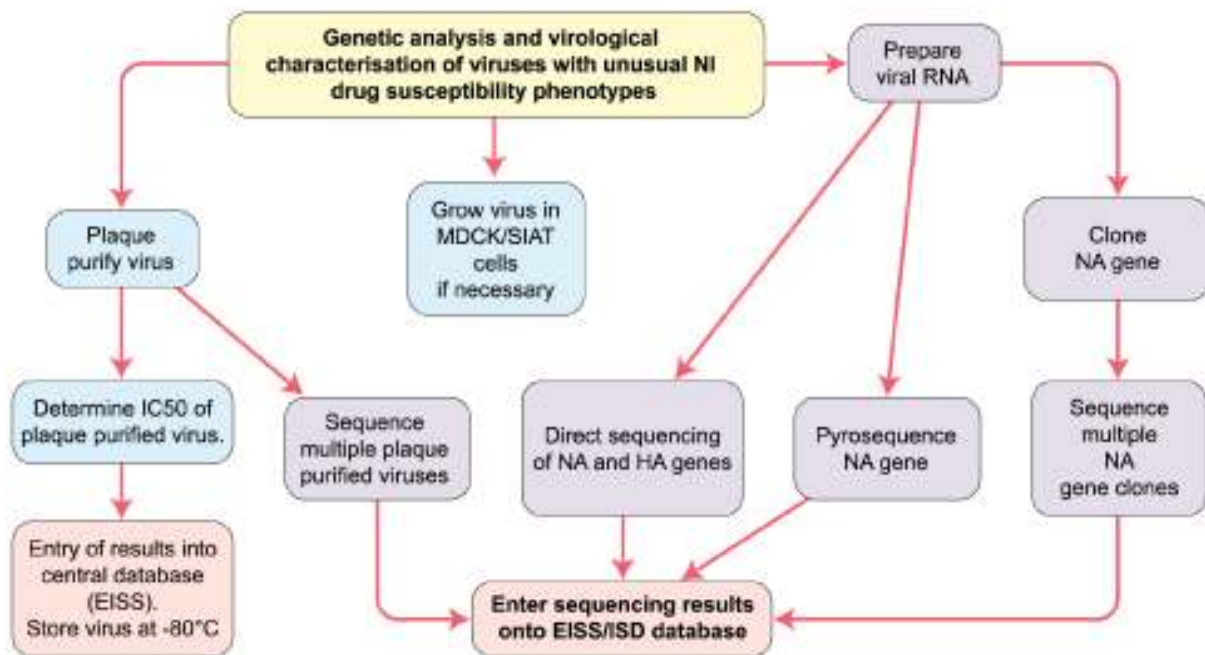 Genetic analysis and virological
characterisation of viruses with unusual NI
drug susceptibility phenotypes
Prepare
viral RNA
Plaque
purify virus
Grow virus in
MDCK/SIAT
cells
if necessary
Clone
NA gene
Determine IC50 of
plaque purified virus.
Sequence
multiple plaque
purified viruses
Direct sequencing
of NA and HA genes
Pyrosequence
NA gene
Sequence
multiple
NA
gene clones
Entry of results into
central database
(EISS).
Store virus at -80°C
Enter sequencing results
onto EISS/ISD database